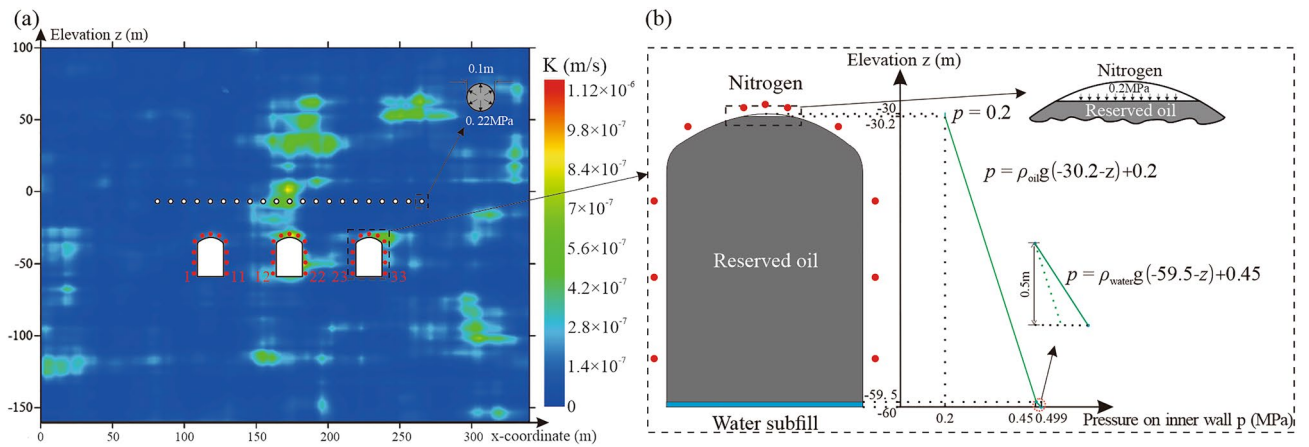 (a)
Elevation z (m)
100
50
0
-50
-100
-150
0
50
100
150
200
250
300
x-coordinate (m)
0.1m
0.22MPa
1
11
12
22
23
33
K (m/s)
1.12×10⁻⁶
9.8×10⁻⁷
8.4×10⁻⁷
7×10⁻⁷
5.6×10⁻⁷
4.2×10⁻⁷
2.8×10⁻⁷
1.4×10⁻⁷
0
(b)
Elevation z (m)
Nitrogen
Reserved oil
Water subfill
-30
-30.2
-59.5
-60
p = 0.2
p = ρoilg(-30.2-z)+0.2
0.5m
p = ρwaterg(-59.5-z)+0.45
0.2
0.45
0.499
Pressure on inner wall p (MPa)
Nitrogen
0.2MPa
Reserved oil